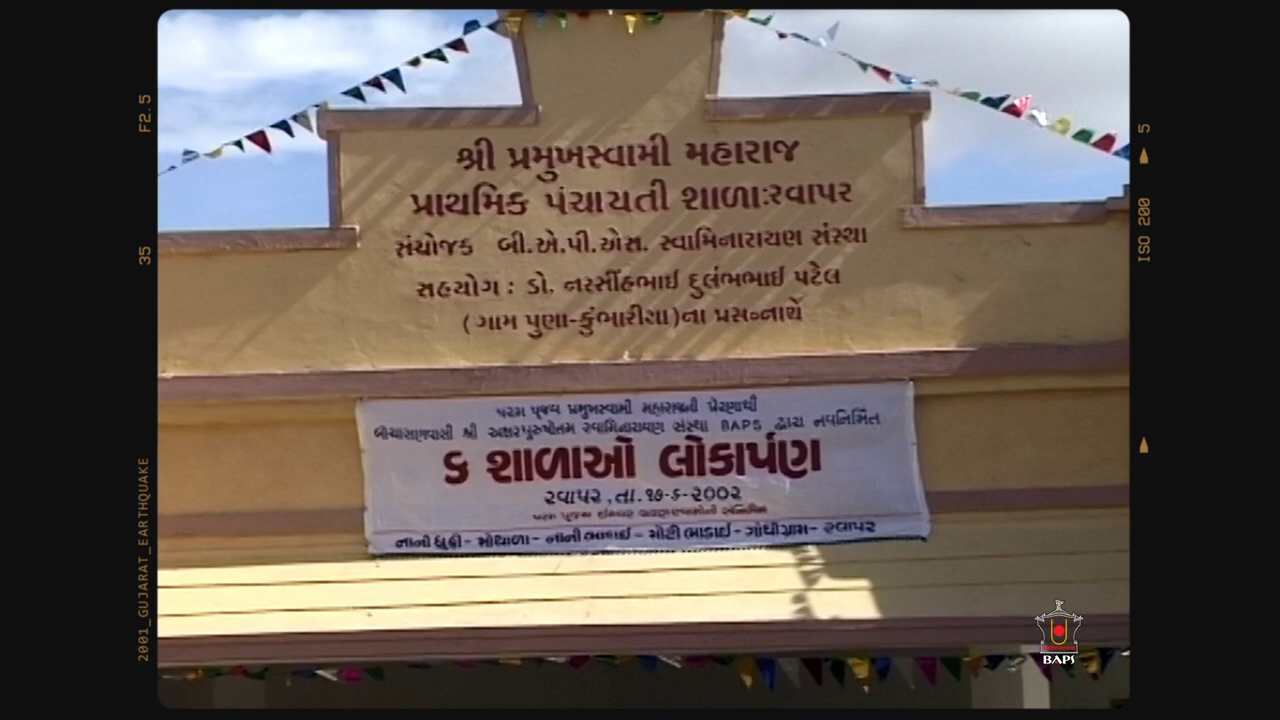 F2.5
35
2001_GUJARAT_EARTHQUAKE
શ્રી પ્રમુખસ્વામી મહારાજ
પ્રાથમિક પંચાયતી શાળા:રવાપર
સંયોજક બી.એ.પી.એસ. સ્વામિનારાયણ સંસ્થા
સહયોગ : ડો. નરસીંહભાઈ દુર્લભભાઈ પટેલ
(ગામ પુણા-કુંભારીયા)ના પ્રસન્નાર્થે
પરમ પૂજ્ય પ્રમુખસ્વામી મહારાજની પ્રેરણાથી
બોચાસણવાસી શ્રી અક્ષરપુરુષોતમ સ્વામિનારાયણ સંસ્થા BAPS દ્વારા નવનિર્મિત
૬ શાળાઓ લોકાર્પણ
રવાપર,તા.૧૭-૬-૨૦૦૨
પરમ પૂજ્ય
નાની ધુફી- મોથાળા- નાની ભાડાઈ - મોટી ભાડાઈ - ગાંધીગ્રામ- રવાપર
BAPS
5
ISO 200